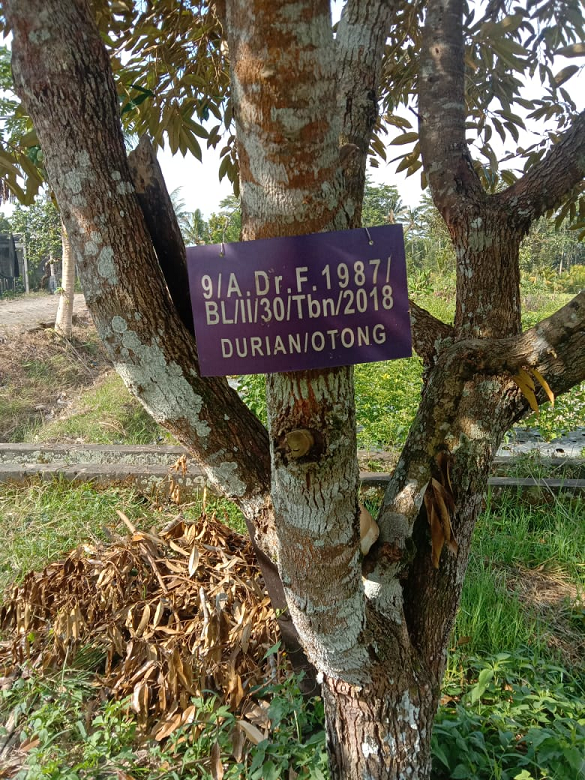 9/A.Dr.F.1987/
BL/II/30/Tbn/2018
DURIAN/OTONG